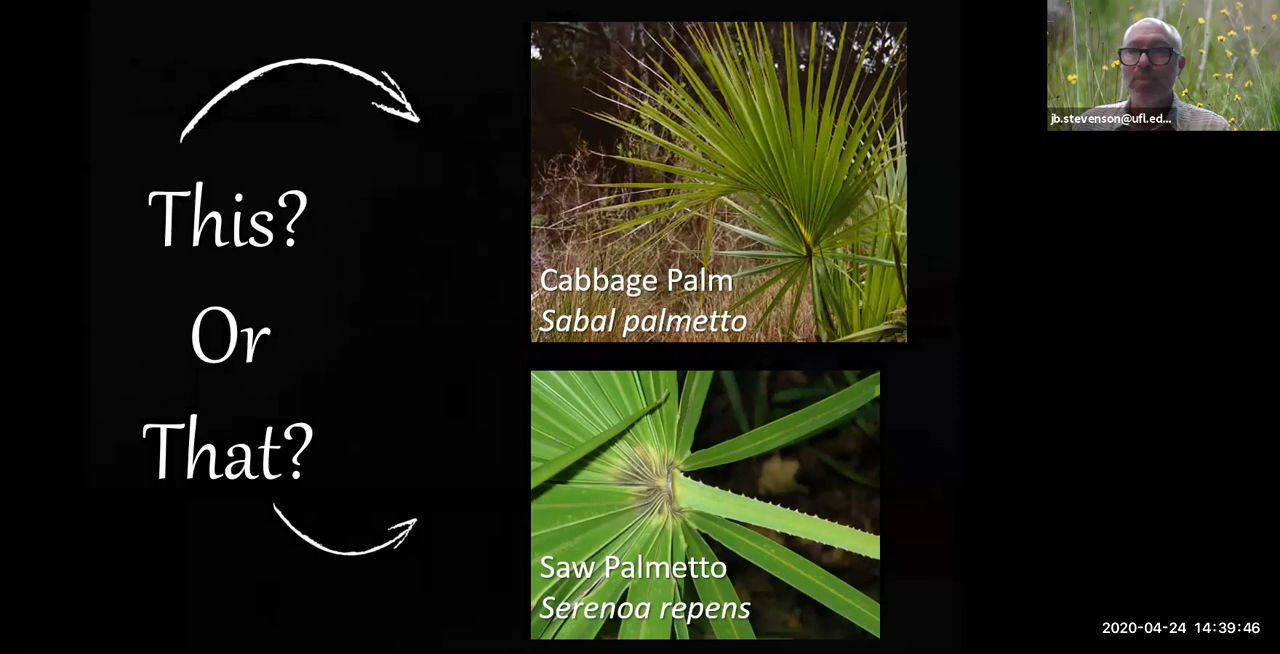 This?
Or
That?
Cabbage Palm
Sabal palmetto
Saw Palmetto
Serenoa repens
jb.stevenson@ufl.ed...
2020-04-24 14:39:46